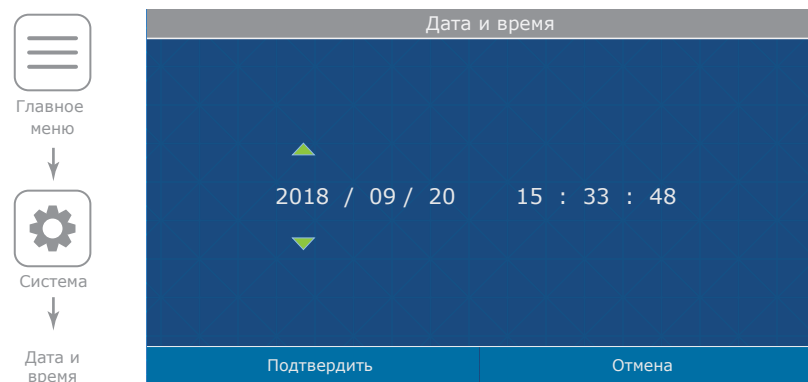 Главное
меню
Система
Дата и
время
Дата и время
2018 / 09 / 20 15 : 33 : 48
Подтвердить Отмена